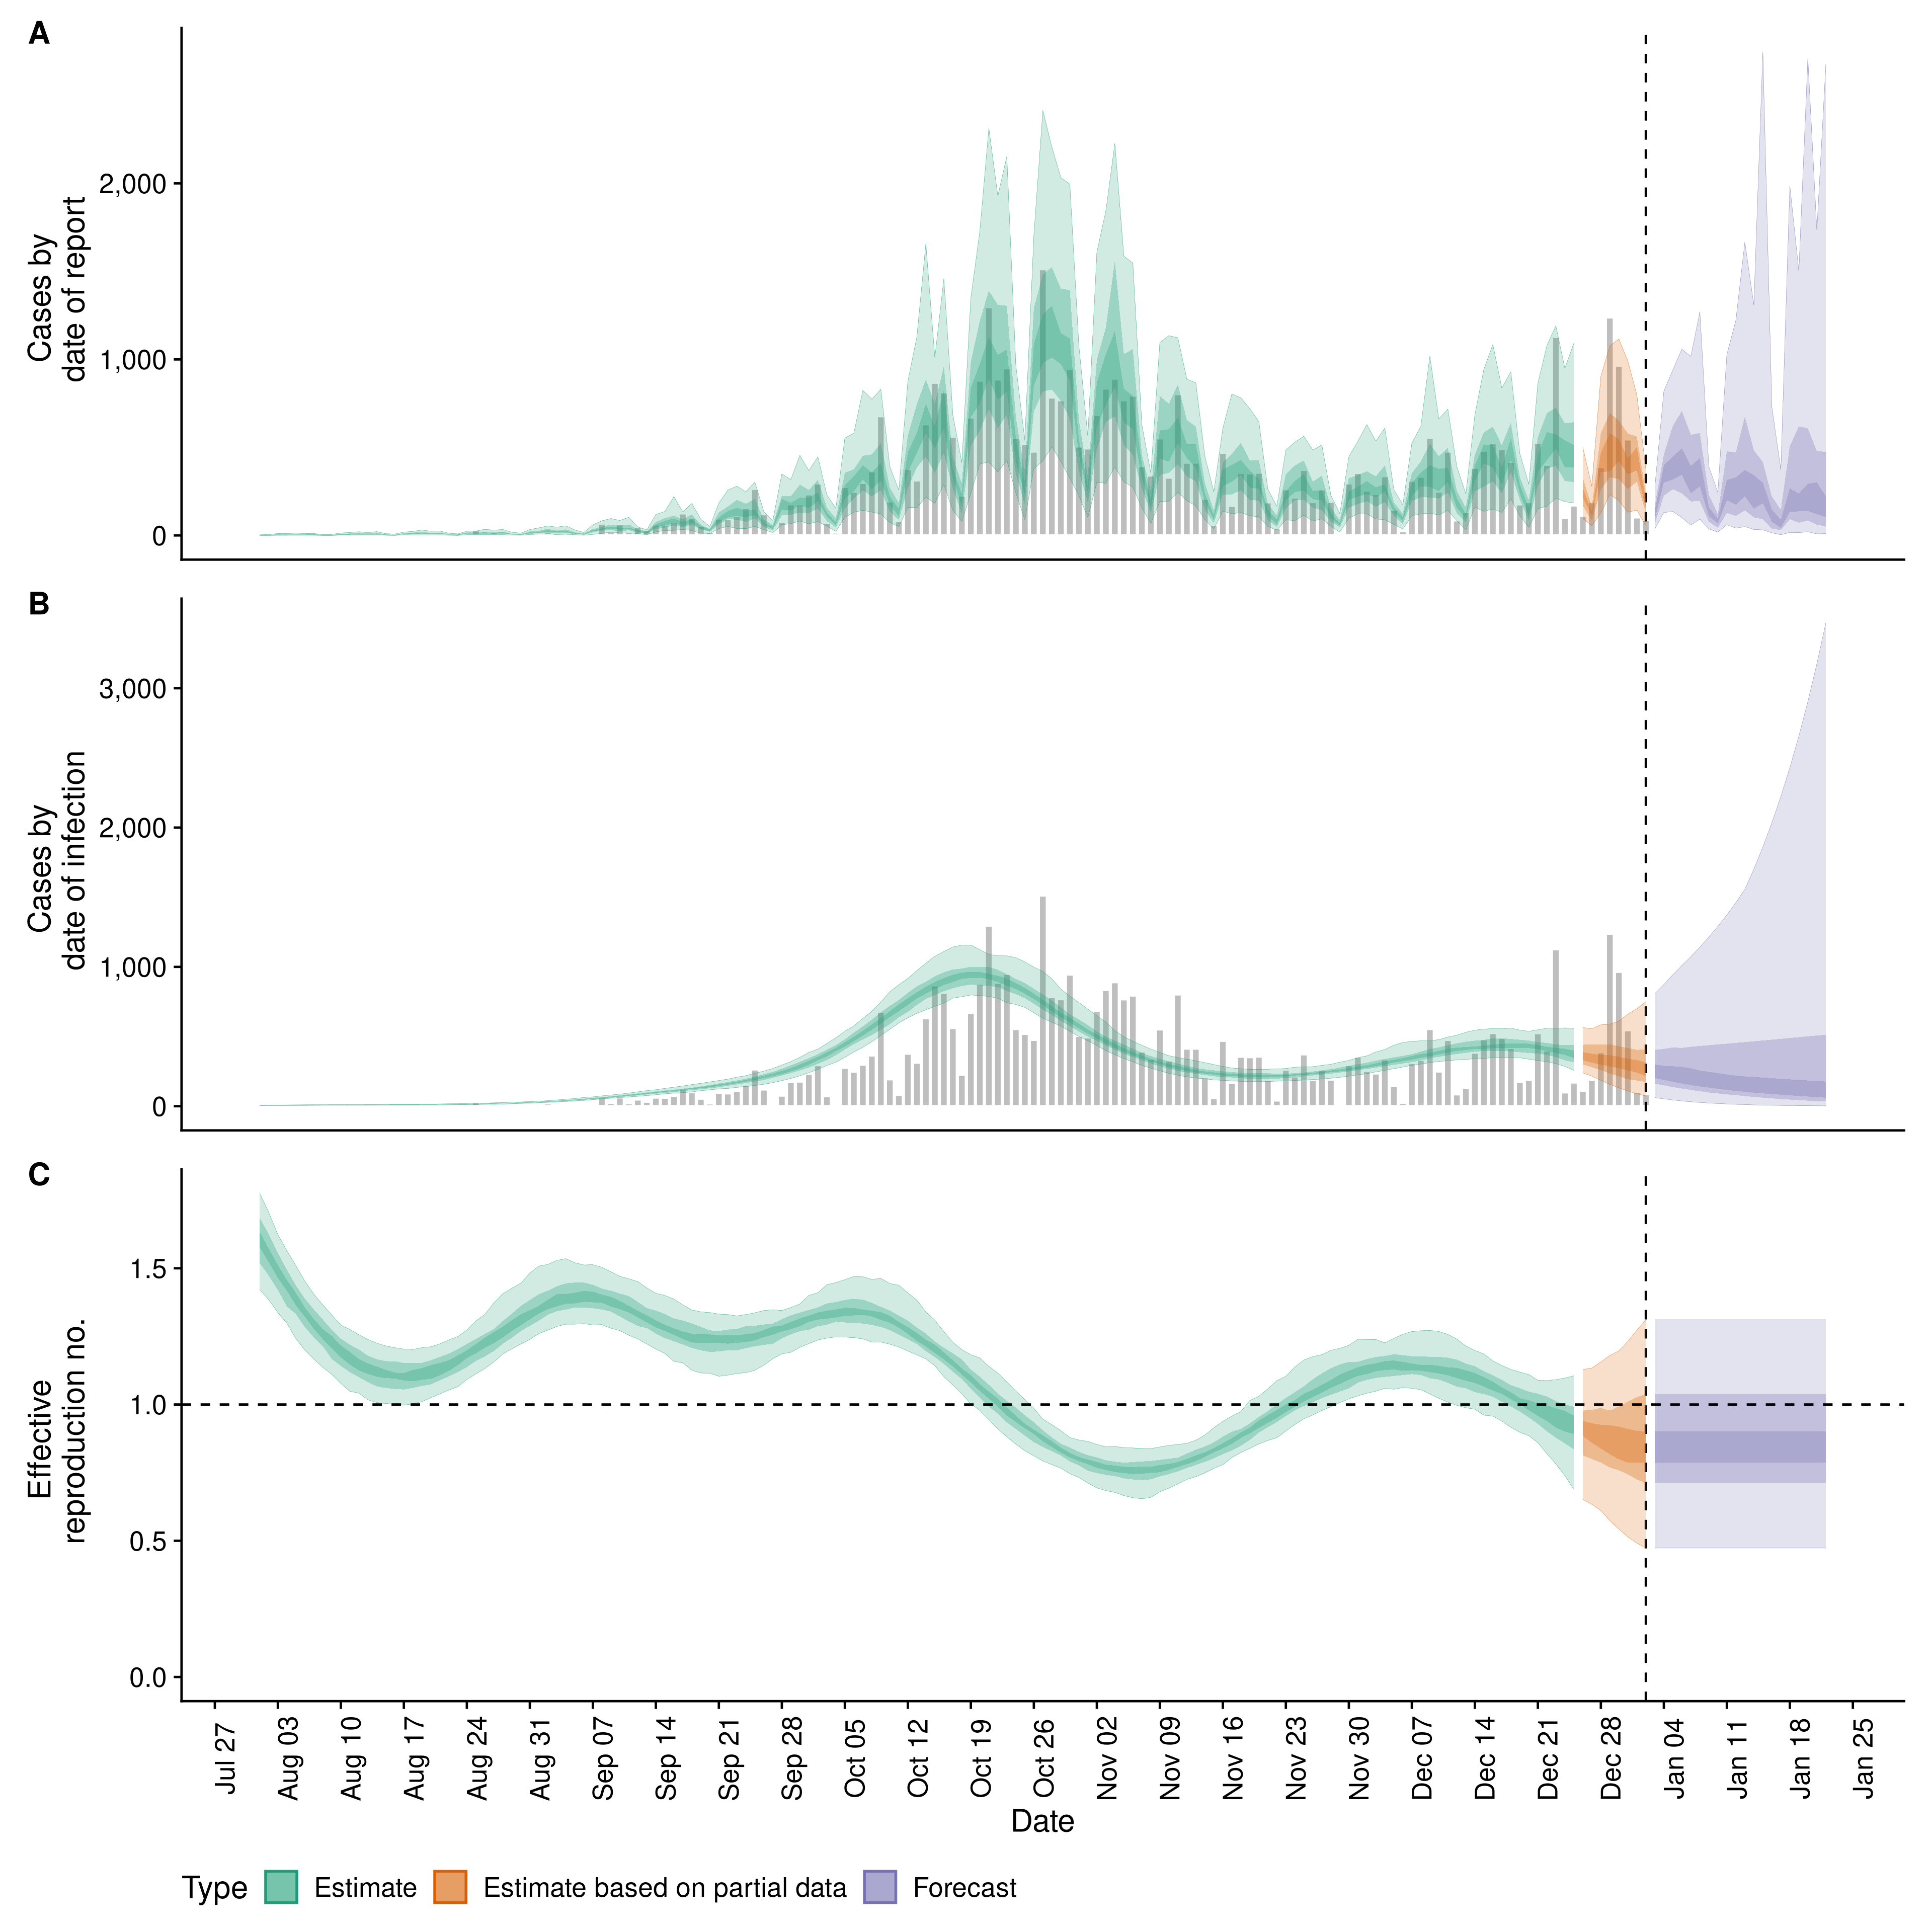 A
Cases by
date of report
2,000
1,000
0
B
Cases by
date of infection
3,000
2,000
1,000
0
C
Effective
reproduction no.
1.5
1.0
0.5
0.0
Jul 27
Aug 03
Aug 10
Aug 17
Aug 24
Aug 31
Sep 07
Sep 14
Sep 21
Sep 28
Oct 05
Oct 12
Oct 19
Oct 26
Nov 02
Nov 09
Nov 16
Nov 23
Nov 30
Dec 07
Dec 14
Dec 21
Dec 28
Jan 04
Jan 11
Jan 18
Jan 25
Date
Type Estimate Estimate based on partial data Forecast